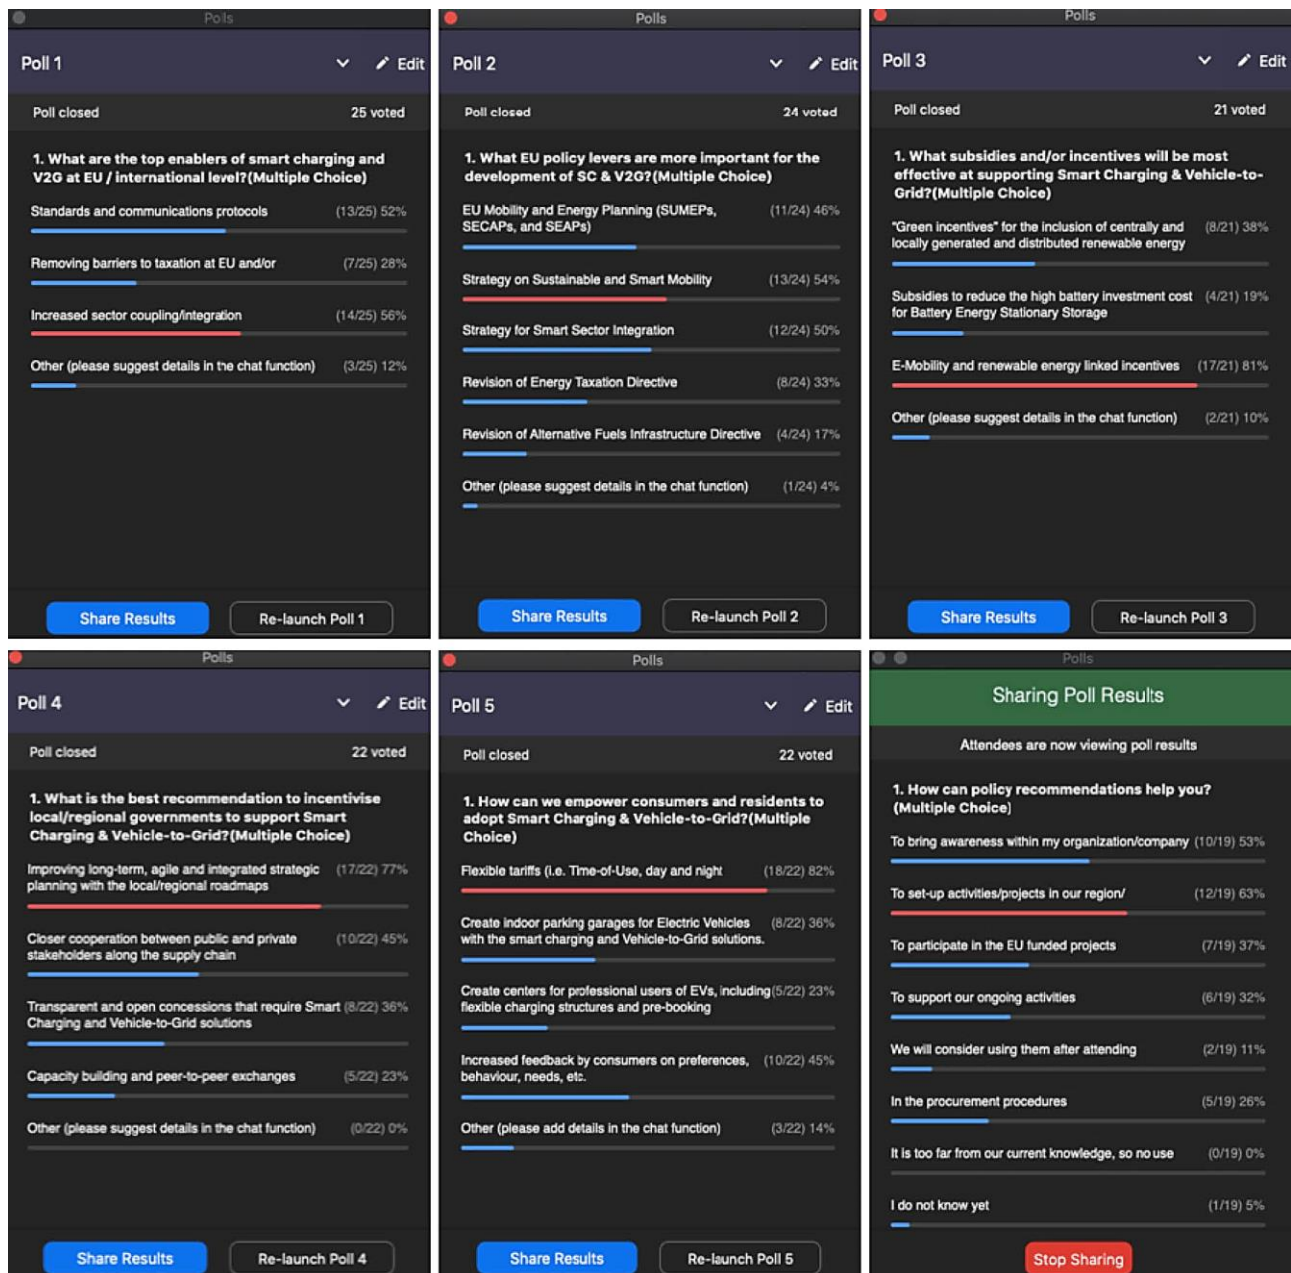 Polls
Poll 1
Edit
Poll closed
25 voted
1. What are the top enablers of smart charging and
V2G at EU / international level?(Multiple Choice)
Standards and communications protocols
(13/25) 52%
Removing barriers to taxation at EU and/or
(7/25) 28%
Increased sector coupling/integration
(14/25) 56%
Other (please suggest details in the chat function)
(3/25) 12%
Share Results
Re-launch Poll 1
Polls
Poll 2
Edit
Poll closed
24 voted
1. What EU policy levers are more important for the
development of SC & V2G?(Multiple Choice)
EU Mobility and Energy Planning (SUMEPs,
(11/24) 46%
SECAPs, and SEAPs)
Strategy on Sustainable and Smart Mobility
(13/24) 54%
Strategy for Smart Sector Integration
(12/24) 50%
Revision of Energy Taxation Directive
(8/24) 33%
Revision of Alternative Fuels Infrastructure Directive
(4/24) 17%
Other (please suggest details in the chat function)
(1/24) 4%
Share Results
Re-launch Poll 2
Polls
Poll 3
Edit
Poll closed
21 voted
1. What subsidies and/or incentives will be most
effective at supporting Smart Charging & Vehicle-to-
Grid?(Multiple Choice)
"Green incentives" for the inclusion of centrally and
(8/21) 38%
locally generated and distributed renewable energy
Subsidies to reduce the high battery investment cost
(4/21) 19%
for Battery Energy Stationary Storage
E-Mobility and renewable energy linked incentives
(17/21) 81%
Other (please suggest details in the chat function)
(2/21) 10%
Share Results
Re-launch Poll 3
Polls
Poll 4
Edit
Poll closed
22 voted
1. What is the best recommendation to incentivise
local/regional governments to support Smart
Charging & Vehicle-to-Grid?(Multiple Choice)
Improving long-term, agile and integrated strategic
(17/22) 77%
planning with the local/regional roadmaps
Closer cooperation between public and private
(10/22) 45%
stakeholders along the supply chain
Transparent and open concessions that require Smart
(8/22) 36%
Charging and Vehicle-to-Grid solutions
Capacity building and peer-to-peer exchanges
(5/22) 23%
Other (please suggest details in the chat function)
(0/22) 0%
Share Results
Re-launch Poll 4
Polls
Poll 5
Edit
Poll closed
22 voted
1. How can we empower consumers and residents to
adopt Smart Charging & Vehicle-to-Grid?(Multiple
Choice)
Flexible tariffs (i.e. Time-of-Use, day and night
(18/22) 82%
Create indoor parking garages for Electric Vehicles
(8/22) 36%
with the smart charging and Vehicle-to-Grid solutions.
Create centers for professional users of EVs, including
(5/22) 23%
flexible charging structures and pre-booking
Increased feedback by consumers on preferences,
(10/22) 45%
behaviour, needs, etc.
Other (please add details in the chat function)
(3/22) 14%
Share Results
Re-launch Poll 5
Polls
Sharing Poll Results
Attendees are now viewing poll results
1. How can policy recommendations help you?
(Multiple Choice)
To bring awareness within my organization/company
(10/19) 53%
To set-up activities/projects in our region/
(12/19) 63%
To participate in the EU funded projects
(7/19) 37%
To support our ongoing activities
(6/19) 32%
We will consider using them after attending
(2/19) 11%
In the procurement procedures
(5/19) 26%
It is too far from our current knowledge, so no use
(0/19) 0%
I do not know yet
(1/19) 5%
Stop Sharing